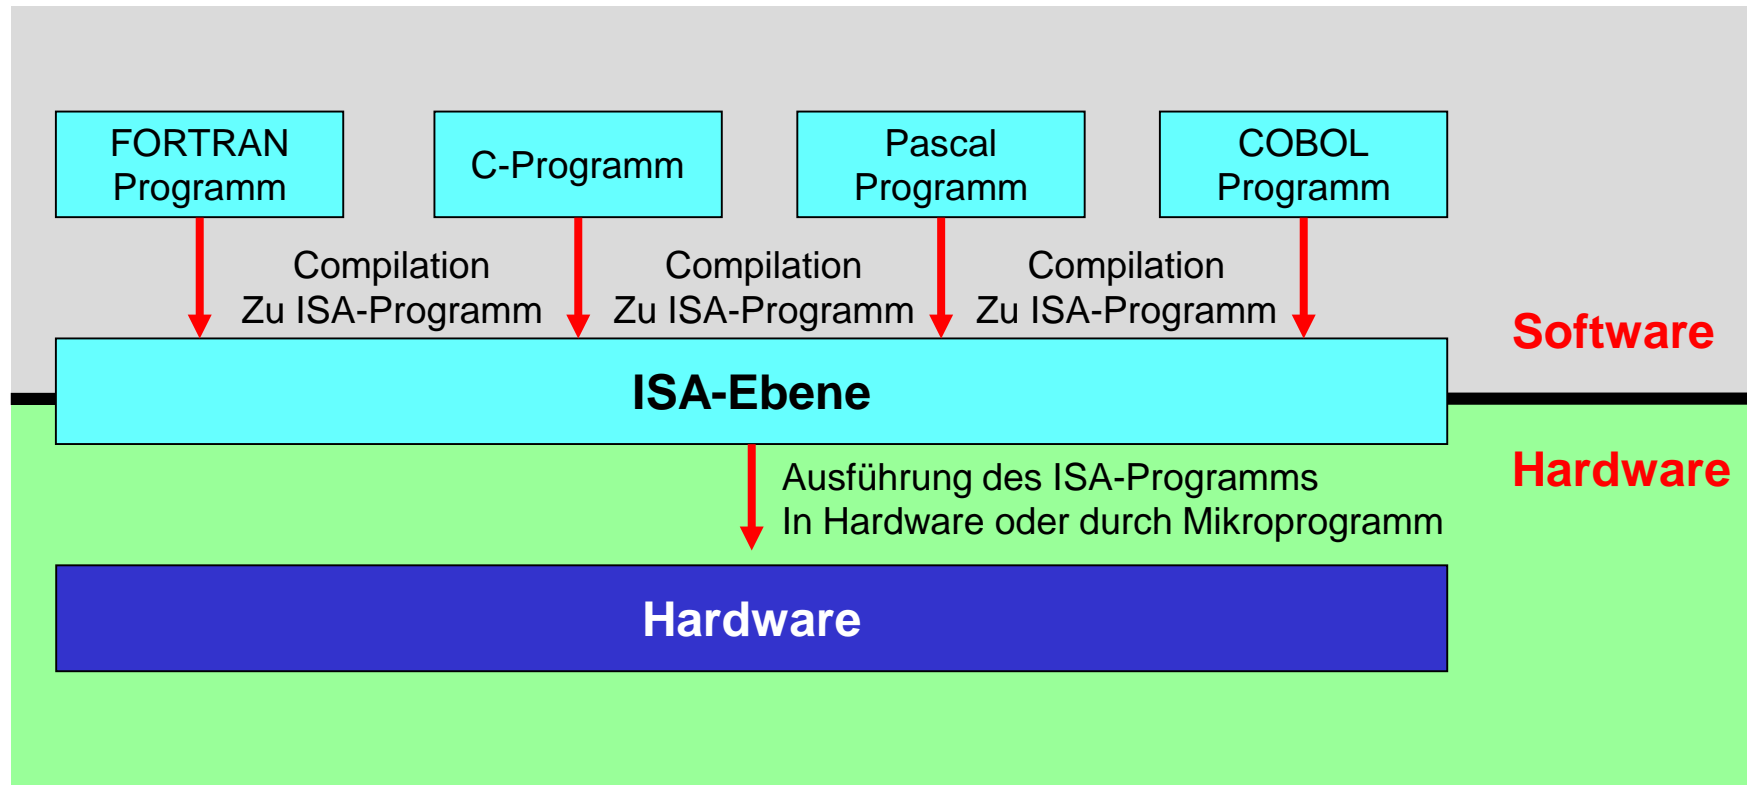 FORTRAN
Programm
C-Programm
Pascal
Programm
COBOL
Programm
Compilation
Zu ISA-Programm
Compilation
Zu ISA-Programm
Compilation
Zu ISA-Programm
Software
ISA-Ebene
Hardware
Ausführung des ISA-Programms
In Hardware oder durch Mikroprogramm
Hardware